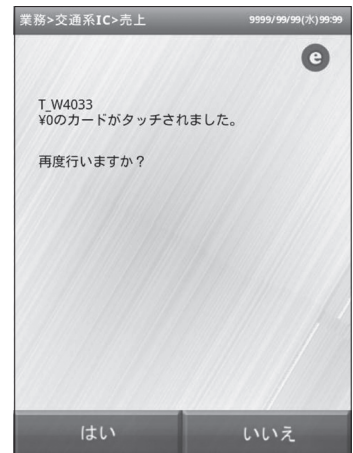 業務>交通系IC>売上 9999/99/99(水)99:99
e
T_W4033
¥0のカードがタッチされました。
再度行いますか？
はい いいえ